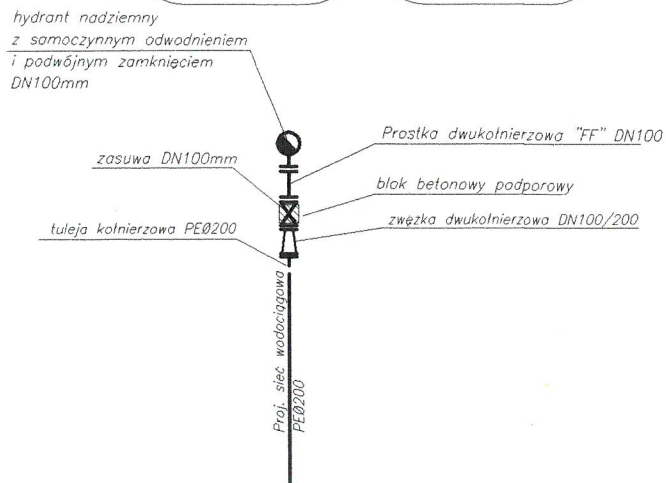 hydrant nadziemny
z samoczynnym odwodnieniem
i podwójnym zamknięciem
DN100mm
Prostka dwukołnierzowa "FF" DN100
zasuwa DN100mm
blok betonowy podporowy
zwężka dwukołnierzowa DN100/200
tuleja kołnierzowa PEØ200
Proj. sieć wodociągowa
PEØ200